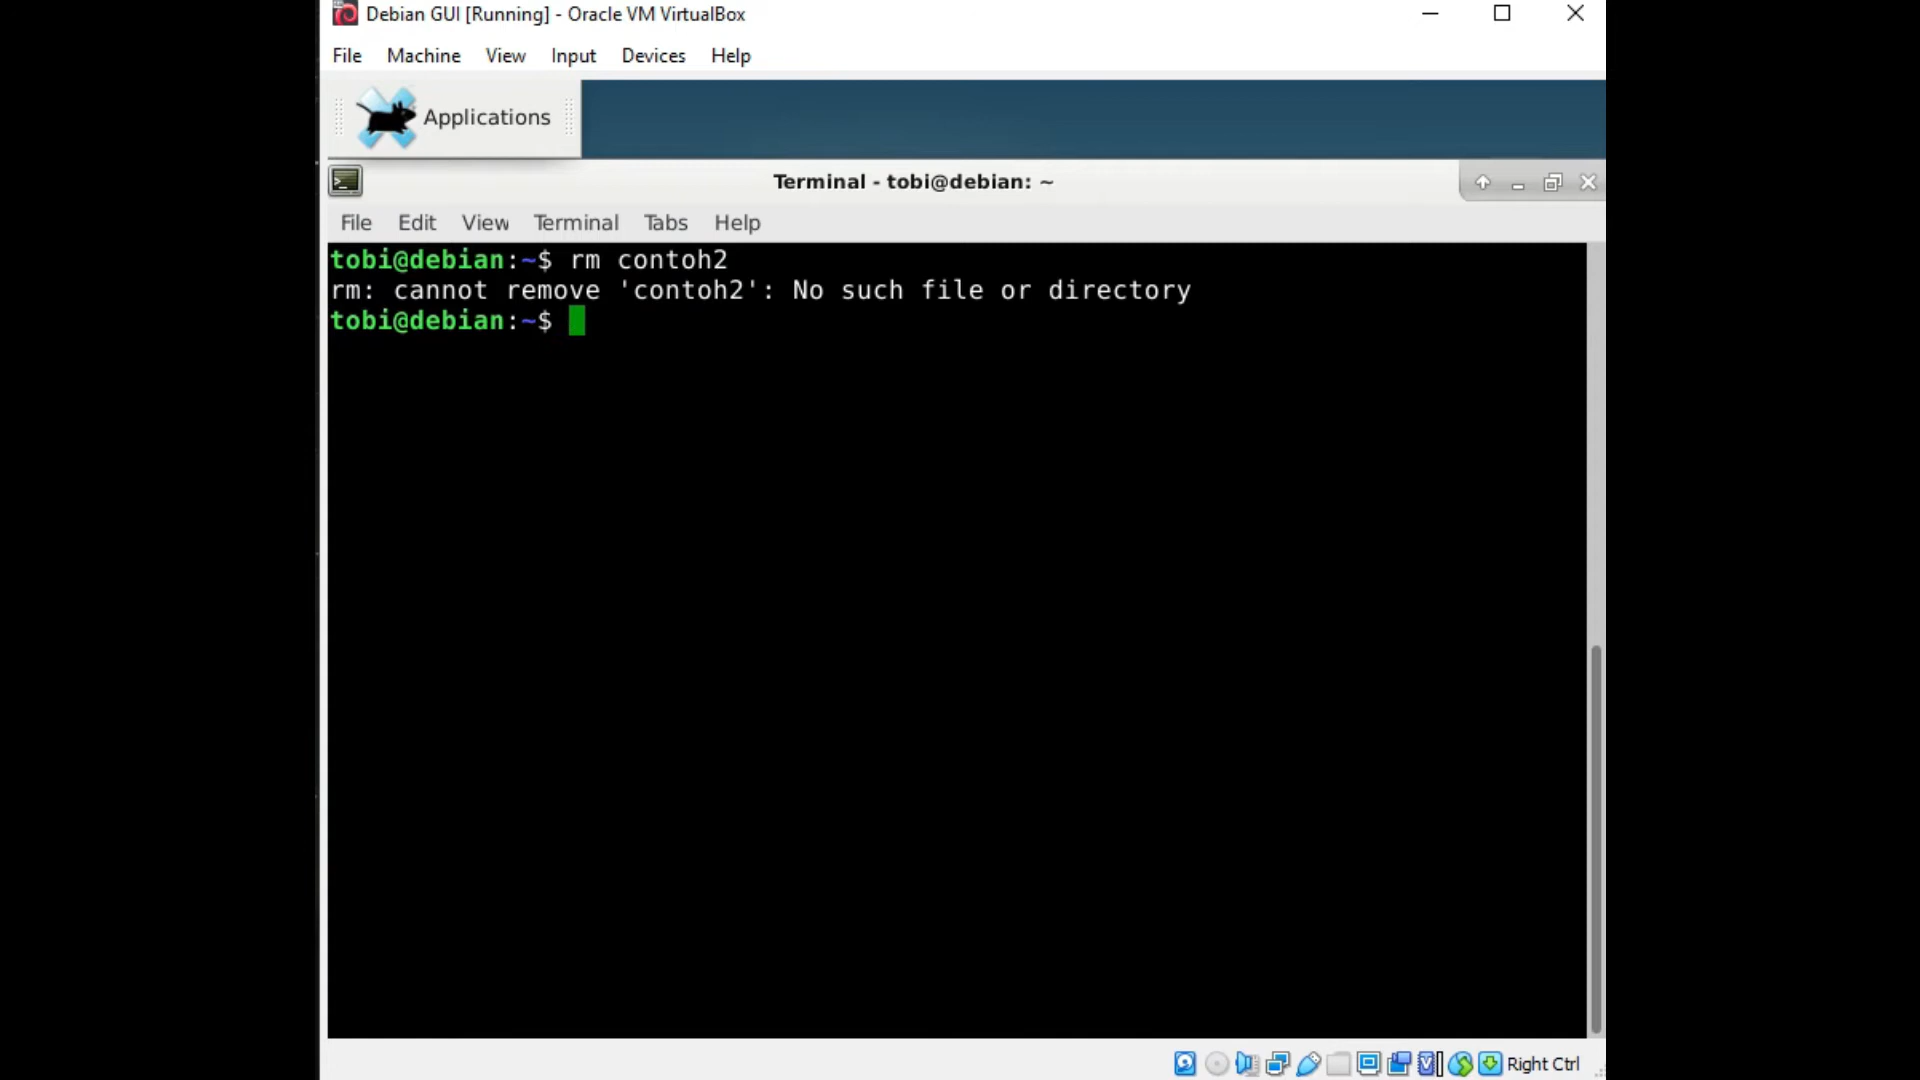 Debian GUI [Running] - Oracle VM VirtualBox
File Machine View Input Devices Help
Applications
Terminal - tobi@debian: ~
File Edit View Terminal Tabs Help
tobi@debian:~$ rm contoh2
rm: cannot remove 'contoh2': No such file or directory
tobi@debian:~$
Right Ctrl